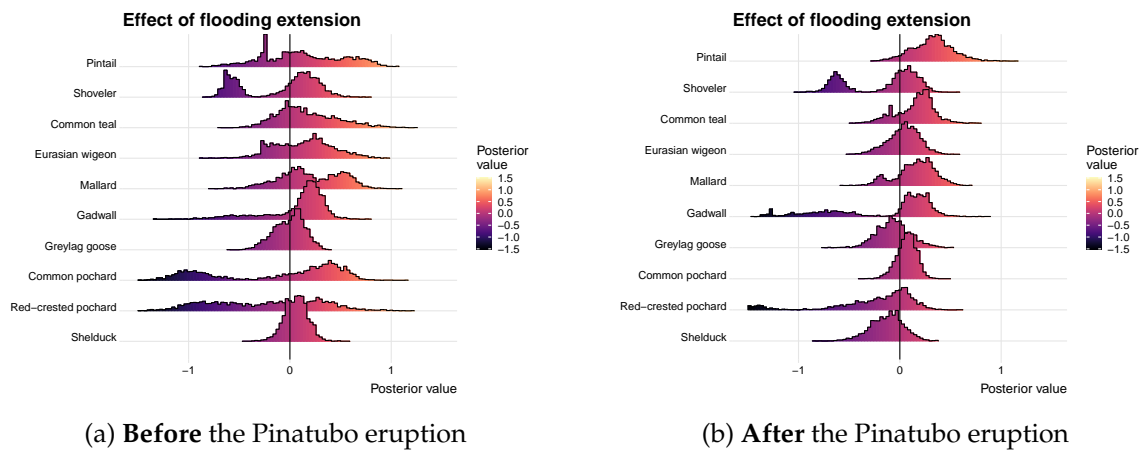 Effect of flooding extension
Pintail
Shoveler
Common teal
Eurasian wigeon
Mallard
Gadwall
Greylag goose
Common pochard
Red−crested pochard
Shelduck
−1
0
1
Posterior value
Posterior
value
1.5
1.0
0.5
0.0
−0.5
−1.0
−1.5
(a) Before the Pinatubo eruption
Effect of flooding extension
Pintail
Shoveler
Common teal
Eurasian wigeon
Mallard
Gadwall
Greylag goose
Common pochard
Red−crested pochard
Shelduck
−1
0
1
Posterior value
Posterior
value
1.5
1.0
0.5
0.0
−0.5
−1.0
−1.5
(b) After the Pinatubo eruption